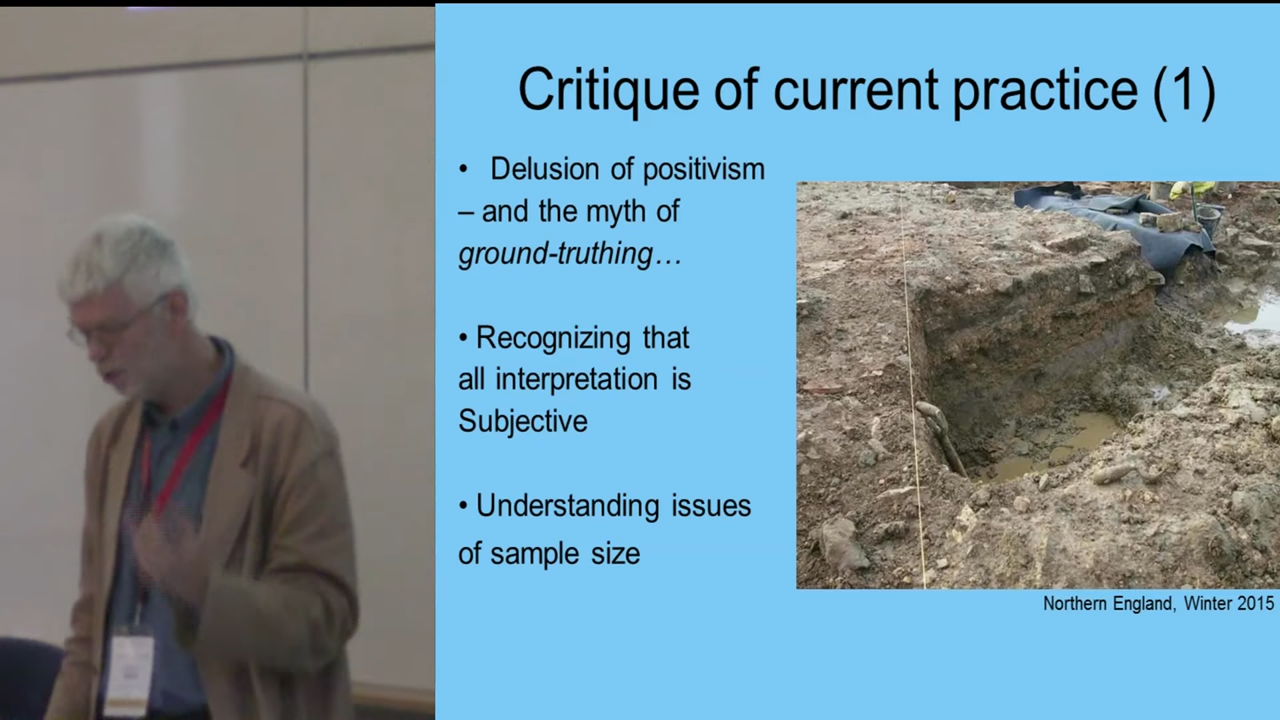 Critique of current practice (1)
• Delusion of positivism
– and the myth of
ground-truthing…
• Recognizing that
all interpretation is
Subjective
• Understanding issues
of sample size
Northern England, Winter 2015